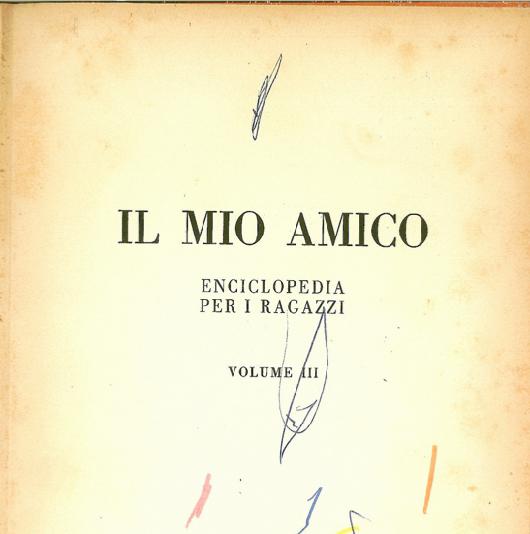 IL MIO AMICO
ENCICLOPEDIA
PER I RAGAZZI
VOLUME III